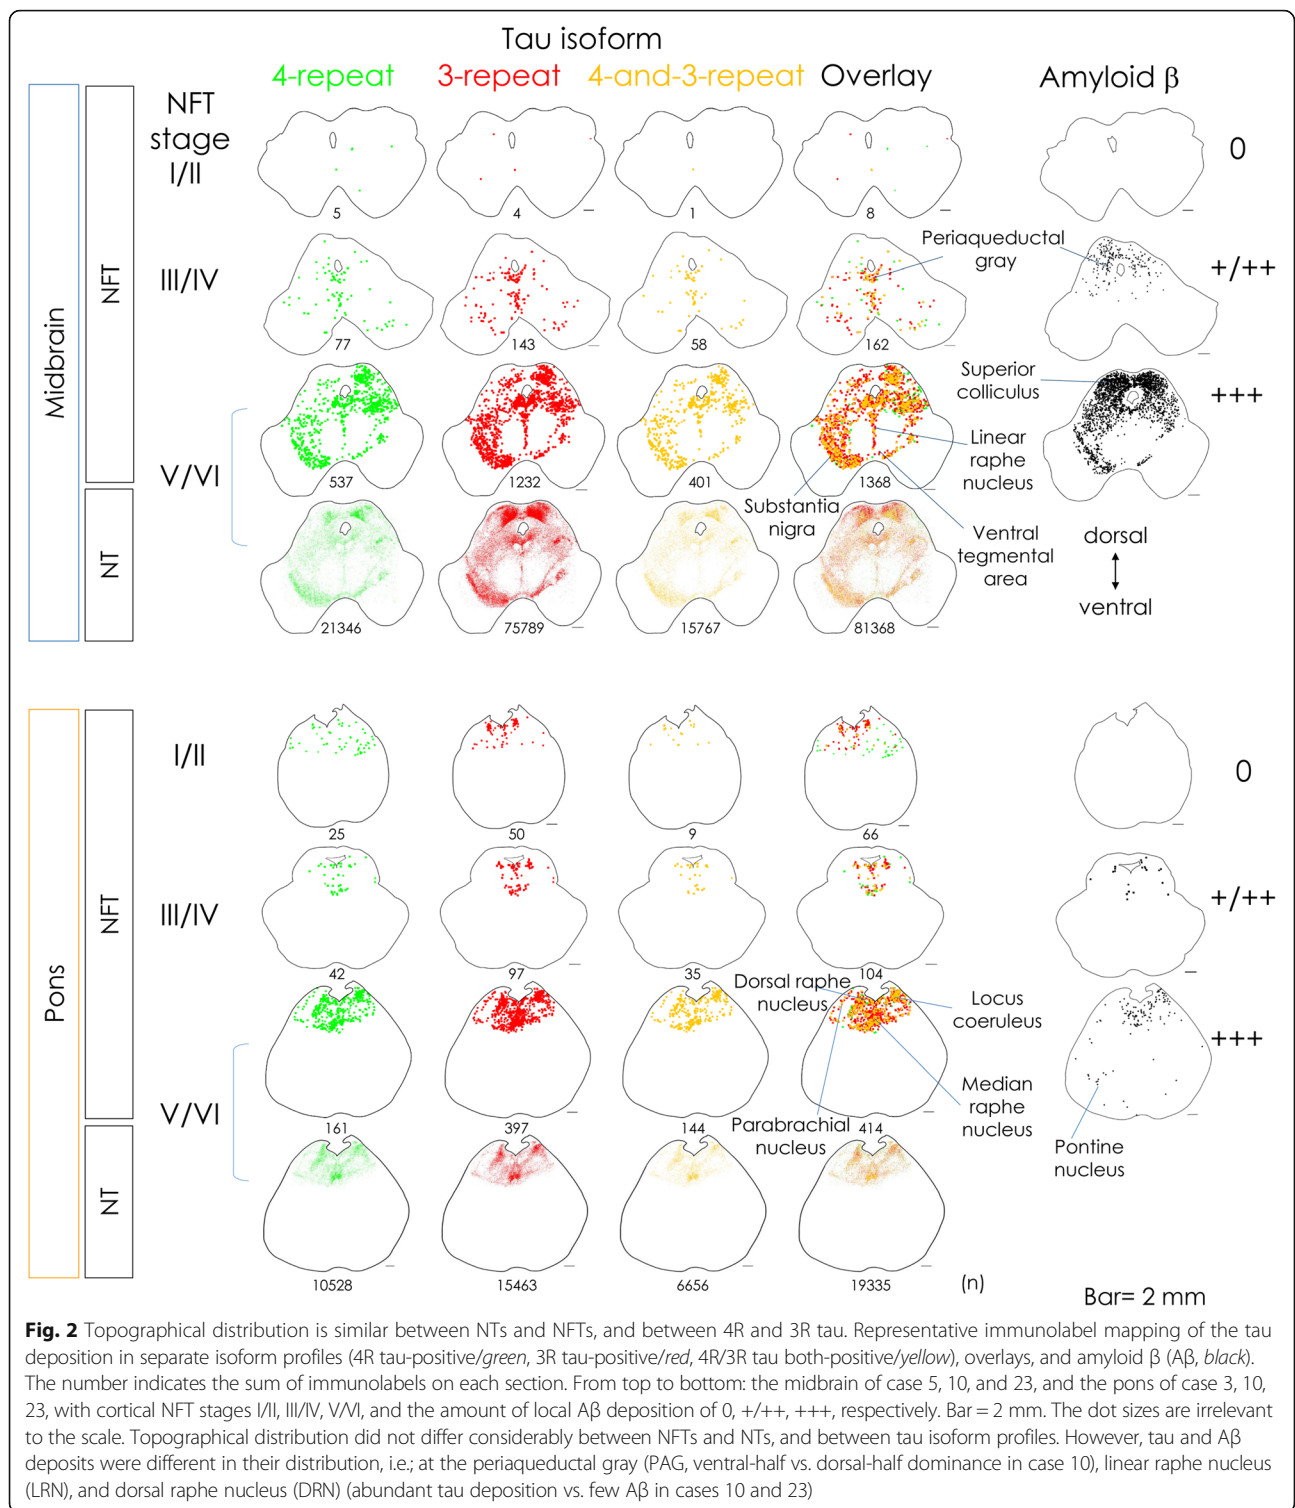 Tau isoform
4-repeat 3-repeat 4-and-3-repeat Overlay Amyloid β
Midbrain
NFT
NFT
stage
I/II
5 4 1 8
0
III/IV
Periaqueductal
gray
77 143 58 162
+/++
V/VI
Superior
colliculus
Linear
raphe
nucleus
537 1232 401 1368
+++
Substantia
nigra
NT
Ventral
tegmental
area
dorsal
ventral
21346 75789 15767 81368
Pons
NFT
I/II
25 50 9 66
0
III/IV
42 97 35 104
+/++
Dorsal raphe
nucleus
Locus
coeruleus
V/VI
Median
raphe
nucleus
Parabrachial
nucleus
161 397 144 414
+++
Pontine
nucleus
NT
10528 15463 6656 19335
(n)
Bar= 2 mm
Fig. 2 Topographical distribution is similar between NTs and NFTs, and between 4R and 3R tau. Representative immunolabel mapping of the tau
deposition in separate isoform profiles (4R tau-positive/green, 3R tau-positive/red, 4R/3R tau both-positive/yellow), overlays, and amyloid β (Aβ, black).
The number indicates the sum of immunolabels on each section. From top to bottom: the midbrain of case 5, 10, and 23, and the pons of case 3, 10,
23, with cortical NFT stages I/II, III/IV, V/VI, and the amount of local Aβ deposition of 0, +/++, +++, respectively. Bar = 2 mm. The dot sizes are irrelevant
to the scale. Topographical distribution did not differ considerably between NFTs and NTs, and between tau isoform profiles. However, tau and Aβ
deposits were different in their distribution, i.e.; at the periaqueductal gray (PAG, ventral-half vs. dorsal-half dominance in case 10), linear raphe nucleus
(LRN), and dorsal raphe nucleus (DRN) (abundant tau deposition vs. few Aβ in cases 10 and 23)